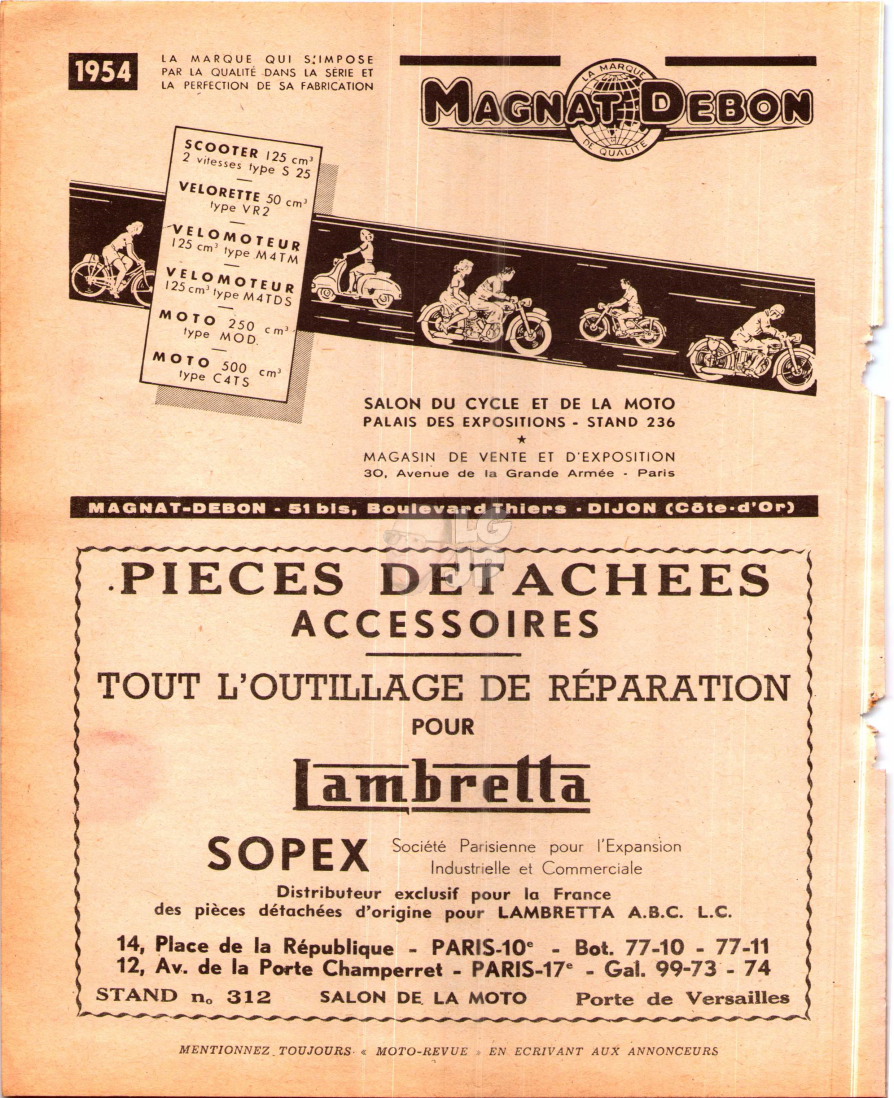 1954
LA MARQUE QUI S'IMPOSE
PAR LA QUALITÉ DANS LA SÉRIE ET
LA PERFECTION DE SA FABRICATION
LA MARQUE
MAGNAT-DEBON
DE QUALITÉ
SCOOTER 125 cm³
2 vitesses type S 25
VELORETTE 50 cm³
type VR2
VELOMOTEUR
125 cm³ type M4TM
VELOMOTEUR
125 cm³ type M4TDS
MOTO 250 cm³
type MOD.
MOTO 500 cm³
type C4TS
SALON DU CYCLE ET DE LA MOTO
PALAIS DES EXPOSITIONS - STAND 236
★
MAGASIN DE VENTE ET D'EXPOSITION
30, Avenue de la Grande Armée - Paris
MAGNAT-DEBON - 51 bis, Boulevard Thiers - DIJON (Côte-d'Or)
LG
UP
PIECES DETACHEES
ACCESSOIRES
TOUT L'OUTILLAGE DE RÉPARATION
POUR
Lambretta
SOPEX Société Parisienne pour l'Expansion
Industrielle et Commerciale
Distributeur exclusif pour la France
des pièces détachées d'origine pour LAMBRETTA A.B.C. L.C.
14, Place de la République - PARIS-10e - Bot. 77-10 - 77-11
12, Av. de la Porte Champerret - PARIS-17e - Gal. 99-73 - 74
STAND no 312 SALON DE LA MOTO Porte de Versailles
MENTIONNEZ TOUJOURS « MOTO-REVUE » EN ECRIVANT AUX ANNONCEURS